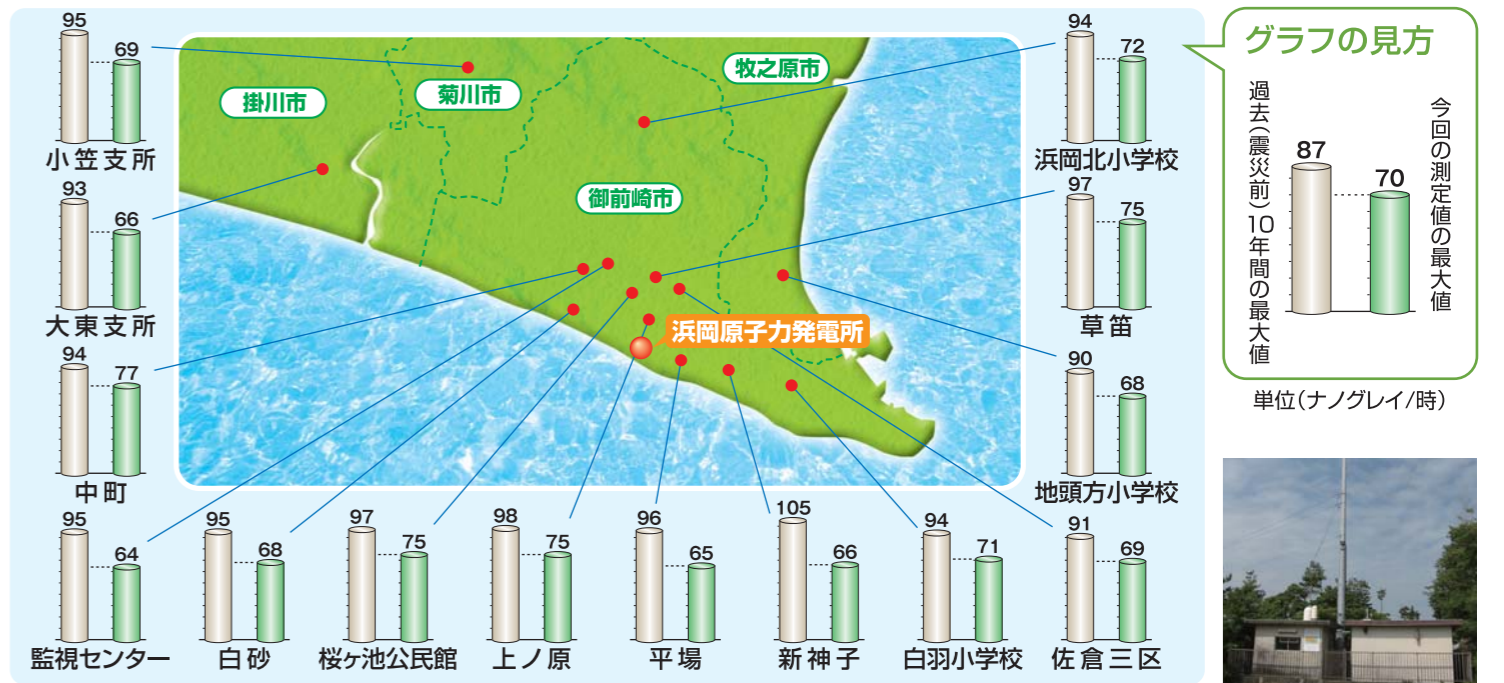 95
69
小笠支所
93
66
大東支所
94
77
中町
95
64
監視センター
95
68
白砂
97
75
桜ヶ池公民館
98
75
上ノ原
96
65
平場
105
66
新神子
94
71
白羽小学校
91
69
佐倉三区
94
72
浜岡北小学校
97
75
草笛
90
68
地頭方小学校
掛川市
菊川市
牧之原市
御前崎市
浜岡原子力発電所
グラフの見方
過去（震災前）10年間の最大値
87
70
今回の測定値の最大値
単位（ナノグレイ/時）